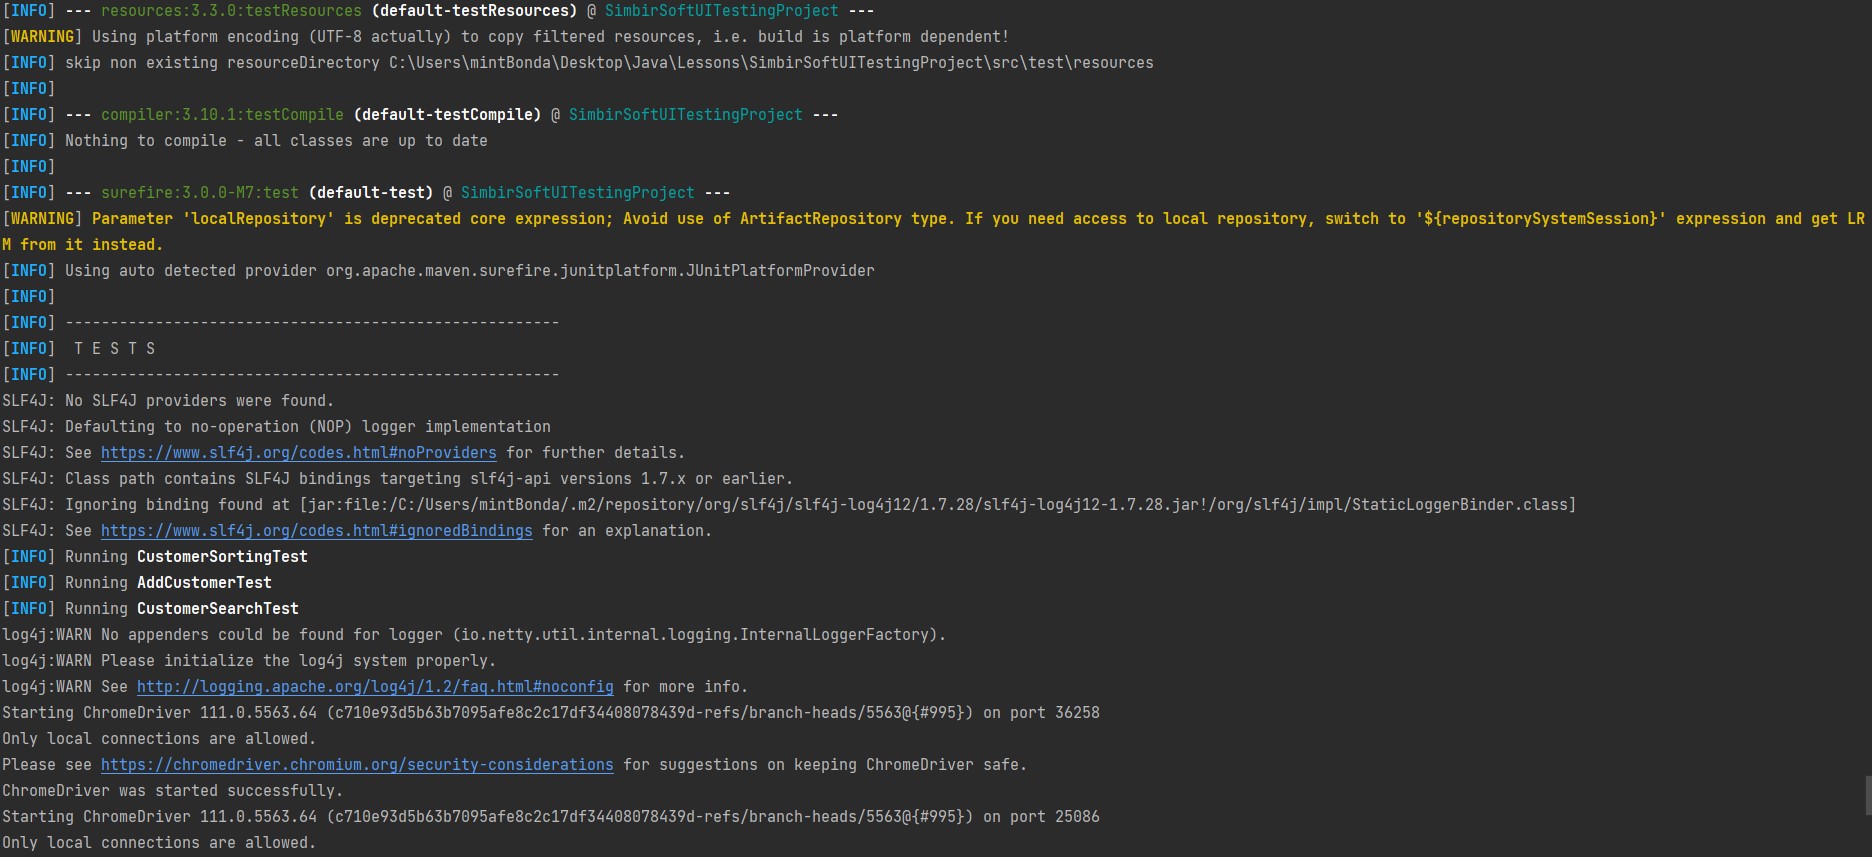 [INFO] --- resources:3.3.0:testResources (default-testResources) @ SimbirSoftUITestingProject ---
[WARNING] Using platform encoding (UTF-8 actually) to copy filtered resources, i.e. build is platform dependent!
[INFO] skip non existing resourceDirectory C:\Users\mintBonda\Desktop\Java\Lessons\SimbirSoftUITestingProject\src\test\resources
[INFO]
[INFO] --- compiler:3.10.1:testCompile (default-testCompile) @ SimbirSoftUITestingProject ---
[INFO] Nothing to compile - all classes are up to date
[INFO]
[INFO] --- surefire:3.0.0-M7:test (default-test) @ SimbirSoftUITestingProject ---
[WARNING] Parameter 'localRepository' is deprecated core expression; Avoid use of ArtifactRepository type. If you need access to local repository, switch to '${repositorySystemSession}' expression and get LR
M from it instead.
[INFO] Using auto detected provider org.apache.maven.surefire.junitplatform.JUnitPlatformProvider
[INFO]
[INFO] -------------------------------------------------------
[INFO]  T E S T S
[INFO] -------------------------------------------------------
SLF4J: No SLF4J providers were found.
SLF4J: Defaulting to no-operation (NOP) logger implementation
SLF4J: See https://www.slf4j.org/codes.html#noProviders for further details.
SLF4J: Class path contains SLF4J bindings targeting slf4j-api versions 1.7.x or earlier.
SLF4J: Ignoring binding found at [jar:file:/C:/Users/mintBonda/.m2/repository/org/slf4j/slf4j-log4j12/1.7.28/slf4j-log4j12-1.7.28.jar!/org/slf4j/impl/StaticLoggerBinder.class]
SLF4J: See https://www.slf4j.org/codes.html#ignoredBindings for an explanation.
[INFO] Running CustomerSortingTest
[INFO] Running AddCustomerTest
[INFO] Running CustomerSearchTest
log4j:WARN No appenders could be found for logger (io.netty.util.internal.logging.InternalLoggerFactory).
log4j:WARN Please initialize the log4j system properly.
log4j:WARN See http://logging.apache.org/log4j/1.2/faq.html#noconfig for more info.
Starting ChromeDriver 111.0.5563.64 (c710e93d5b63b7095afe8c2c17df34408078439d-refs/branch-heads/5563@{#995}) on port 36258
Only local connections are allowed.
Please see https://chromedriver.chromium.org/security-considerations for suggestions on keeping ChromeDriver safe.
ChromeDriver was started successfully.
Starting ChromeDriver 111.0.5563.64 (c710e93d5b63b7095afe8c2c17df34408078439d-refs/branch-heads/5563@{#995}) on port 25086
Only local connections are allowed.